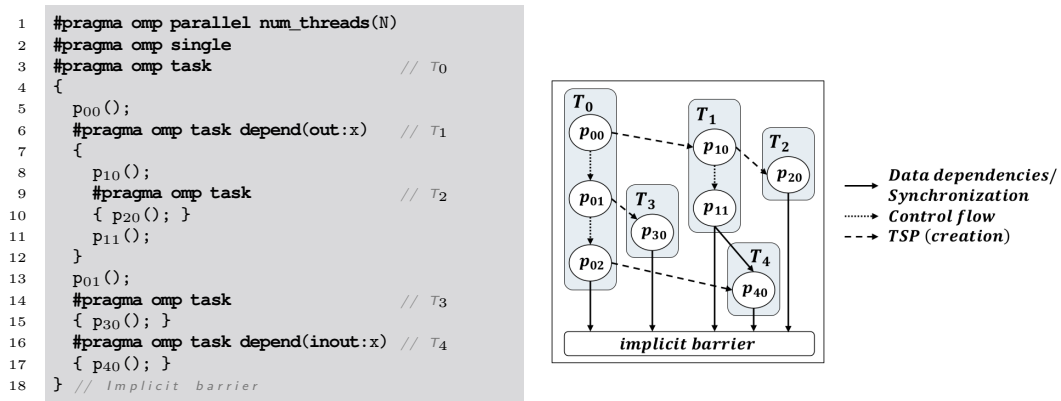 1 #pragma omp parallel num_threads(N)
2 #pragma omp single
3 #pragma omp task // T0
4 {
5 p00();
6 #pragma omp task depend(out:x) // T1
7 {
8 p10();
9 #pragma omp task // T2
10 { p20(); }
11 p11();
12 }
13 p01();
14 #pragma omp task // T3
15 { p30(); }
16 #pragma omp task depend(inout:x) // T4
17 { p40(); }
18 } // Implicit barrier
T0
p00
p01
p02
T1
p10
p11
T2
p20
T3
p30
T4
p40
implicit barrier
Data dependencies/
Synchronization
Control flow
TSP (creation)